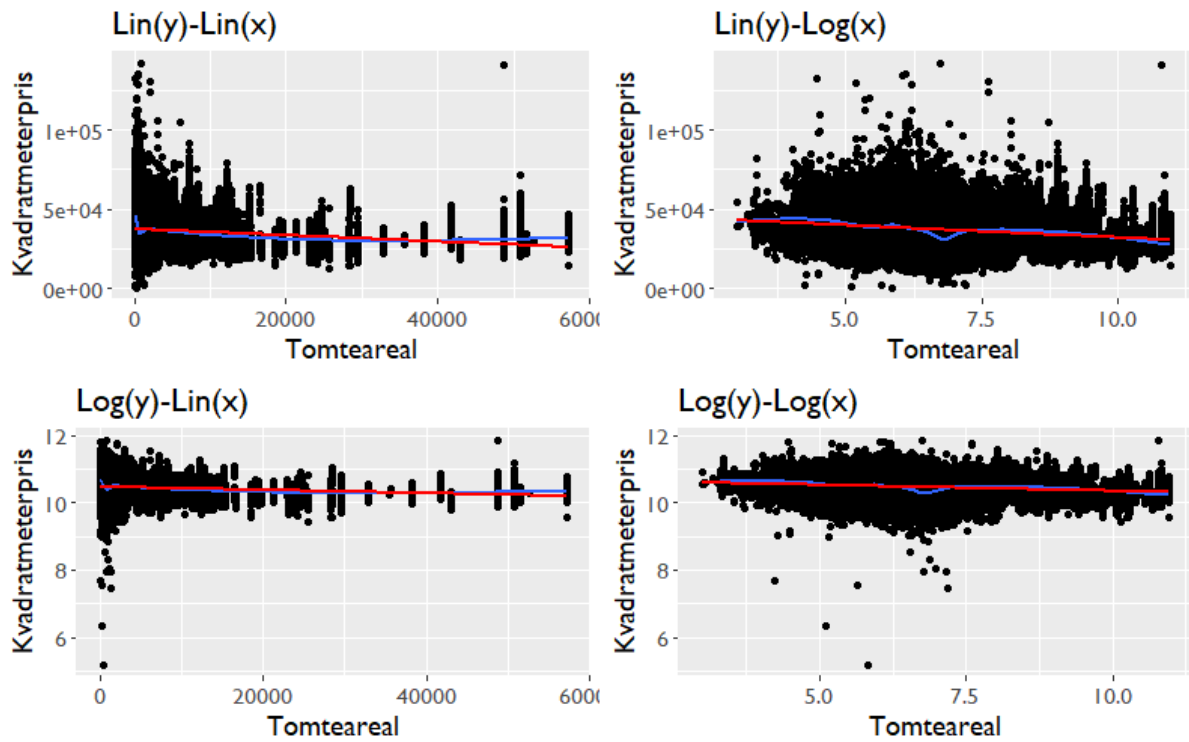 Lin(y)-Lin(x)
Kvadratmeterpris
1e+05
5e+04
0e+00
0
20000
40000
6000
Tomteareal
Lin(y)-Log(x)
Kvadratmeterpris
1e+05
5e+04
0e+00
5.0
7.5
10.0
Tomteareal
Log(y)-Lin(x)
Kvadratmeterpris
12
10
8
6
0
20000
40000
6000
Tomteareal
Log(y)-Log(x)
Kvadratmeterpris
12
10
8
6
5.0
7.5
10.0
Tomteareal